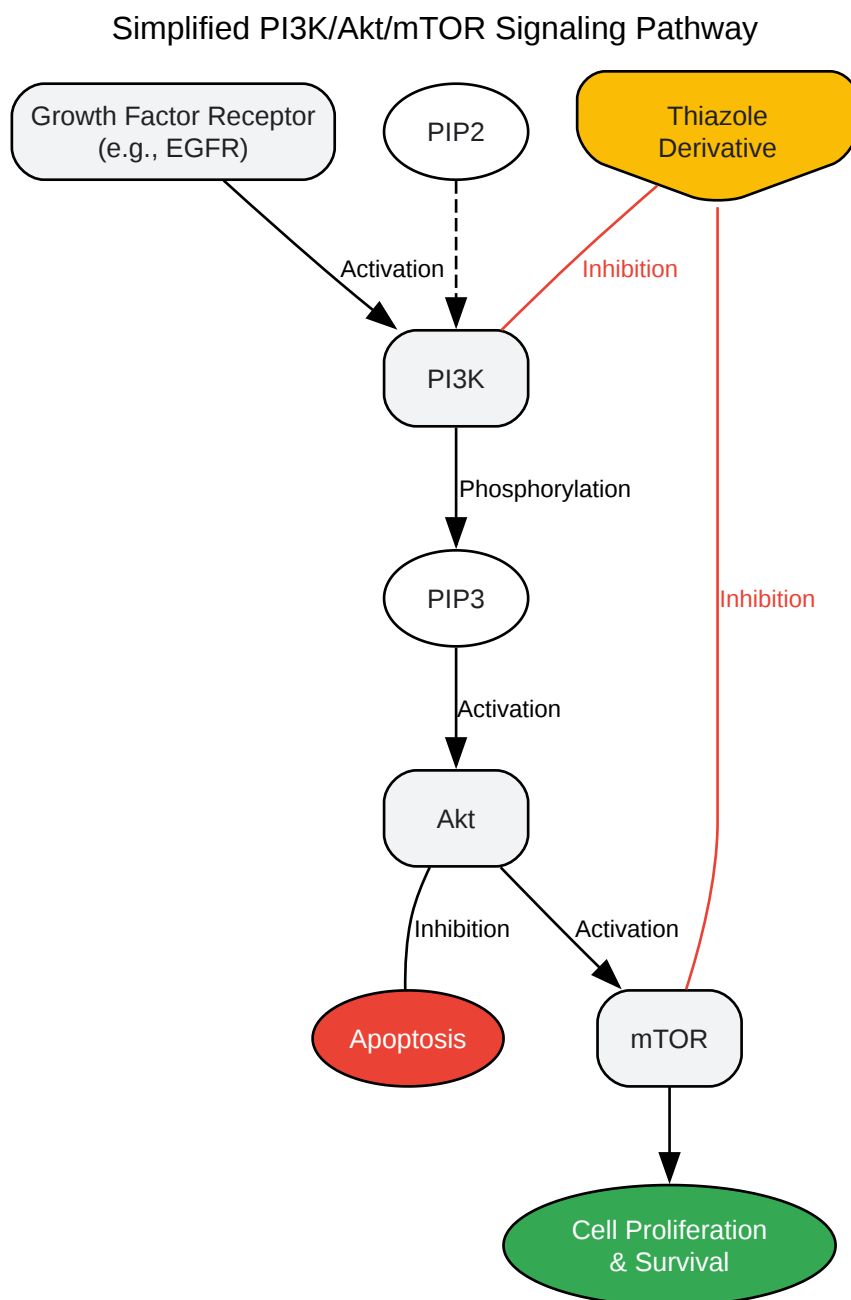 Simplified PI3K/Akt/mTOR Signaling Pathway
Growth Factor Receptor
(e.g., EGFR)
PIP2
Thiazole
Derivative
Activation
Inhibition
PI3K
Phosphorylation
PIP3
Inhibition
Activation
Akt
Inhibition
Activation
Apoptosis
mTOR
Cell Proliferation
& Survival